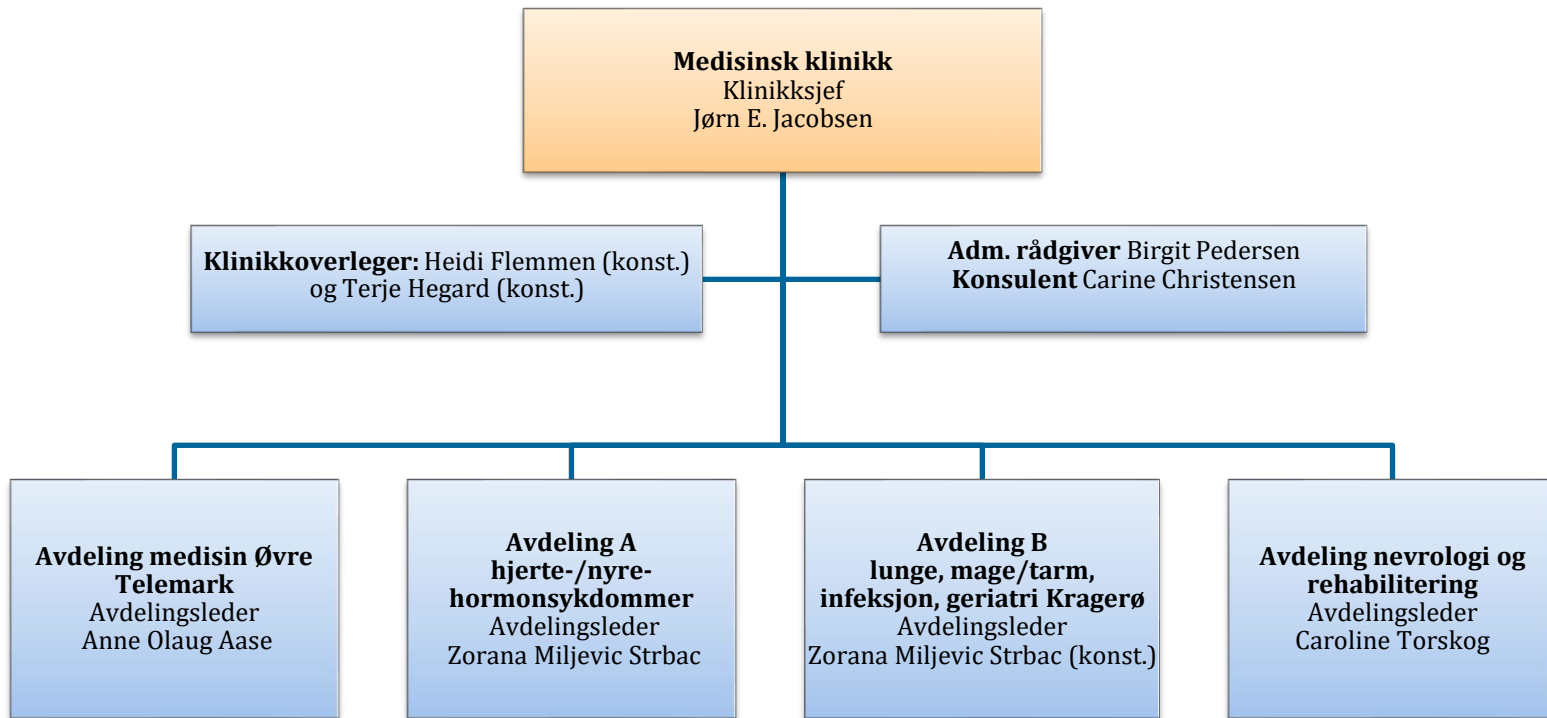 Medisinsk klinikk
Klinikksjef
Jørn E. Jacobsen
Klinikkoverleger: Heidi Flemmen (konst.)
og Terje Hegard (konst.)
Adm. rådgiver Birgit Pedersen
Konsulent Carine Christensen
Avdeling medisin Øvre
Telemark
Avdelingsleder
Anne Olaug Aase
Avdeling A
hjerte-/nyre-
hormonsykdommer
Avdelingsleder
Zorana Miljevic Strbac
Avdeling B
lunge, mage/tarm,
infeksjon, geriatri Kragerø
Avdelingsleder
Zorana Miljevic Strbac (konst.)
Avdeling nevrologi og
rehabilitering
Avdelingsleder
Caroline Torskog